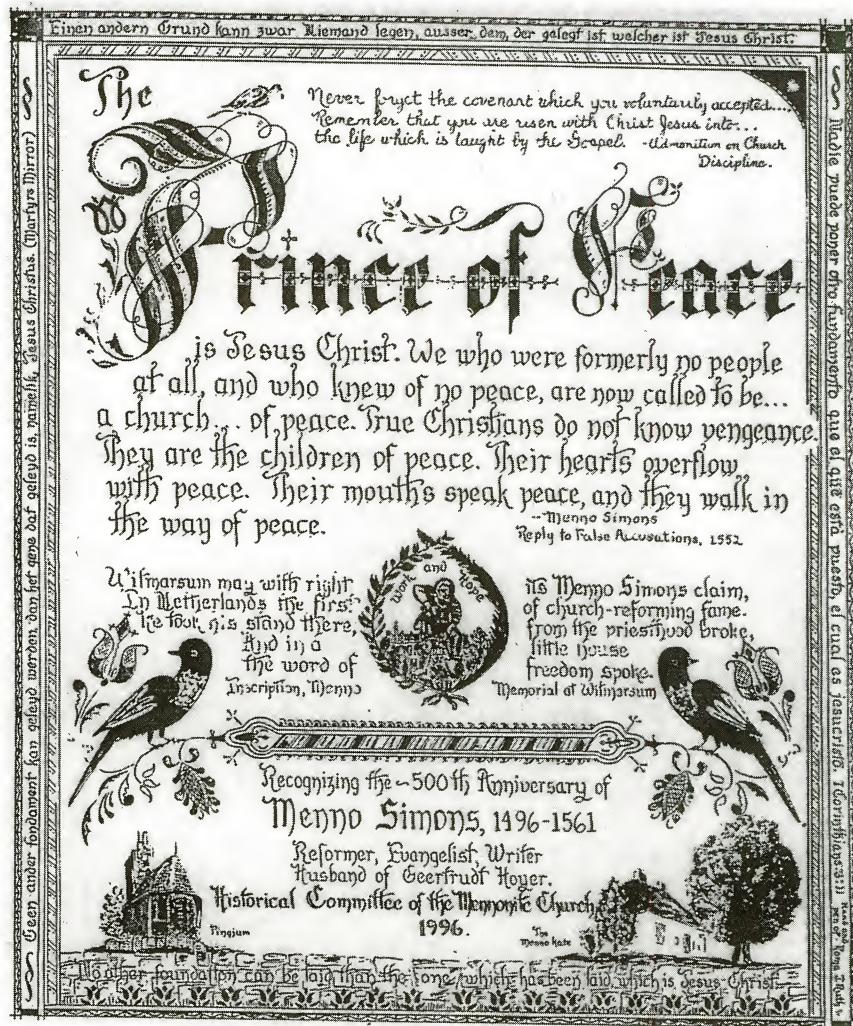 Einen andern Grund kann zwar Niemand legen, ausser dem, der gelegt ist, welcher ist Jesus Christ.
The
Never forget the covenant which you voluntarily accepted....
Remember that you are risen with Christ Jesus into...
the life which is taught by the Gospel. -Admonition on Church
Discipline.
Prince of Peace
is Jesus Christ. We who were formerly no people
at all, and who knew of no peace, are now called to be...
a church... of peace. True Christians do not know vengeance.
They are the children of peace. Their hearts overflow
with peace. Their mouths speak peace, and they walk in
the way of peace.
-- Menno Simons
Reply to False Accusations, 1552
Work and Hope
Witmarsum may with right its Menno Simons claim,
In Netherlands the first of church-reforming fame.
He took his stand there, from the priesthood broke,
And in a little house
the word of freedom spoke.
Inscription, Menno Memorial at Witmarsum
Recognizing the ~500th Anniversary of
Menno Simons, 1496-1561
Reformer, Evangelist, Writer
Husband of Geertrudt Hoyer.
Historical Committee of the Mennonite Church
1996.
Pingjum
The
Menno Kate
No other foundation can be laid than the one which has been laid which is Jesus Christ
Geen ander fondament kan geleyd werden dan het gene dat geleyd is, namelik, Jesus Christus. (Martyrs Mirror)
Nadie puede poner otro fundamento que el que está puesto, el cual es Jesucristo. 1 Corinthians 3:11